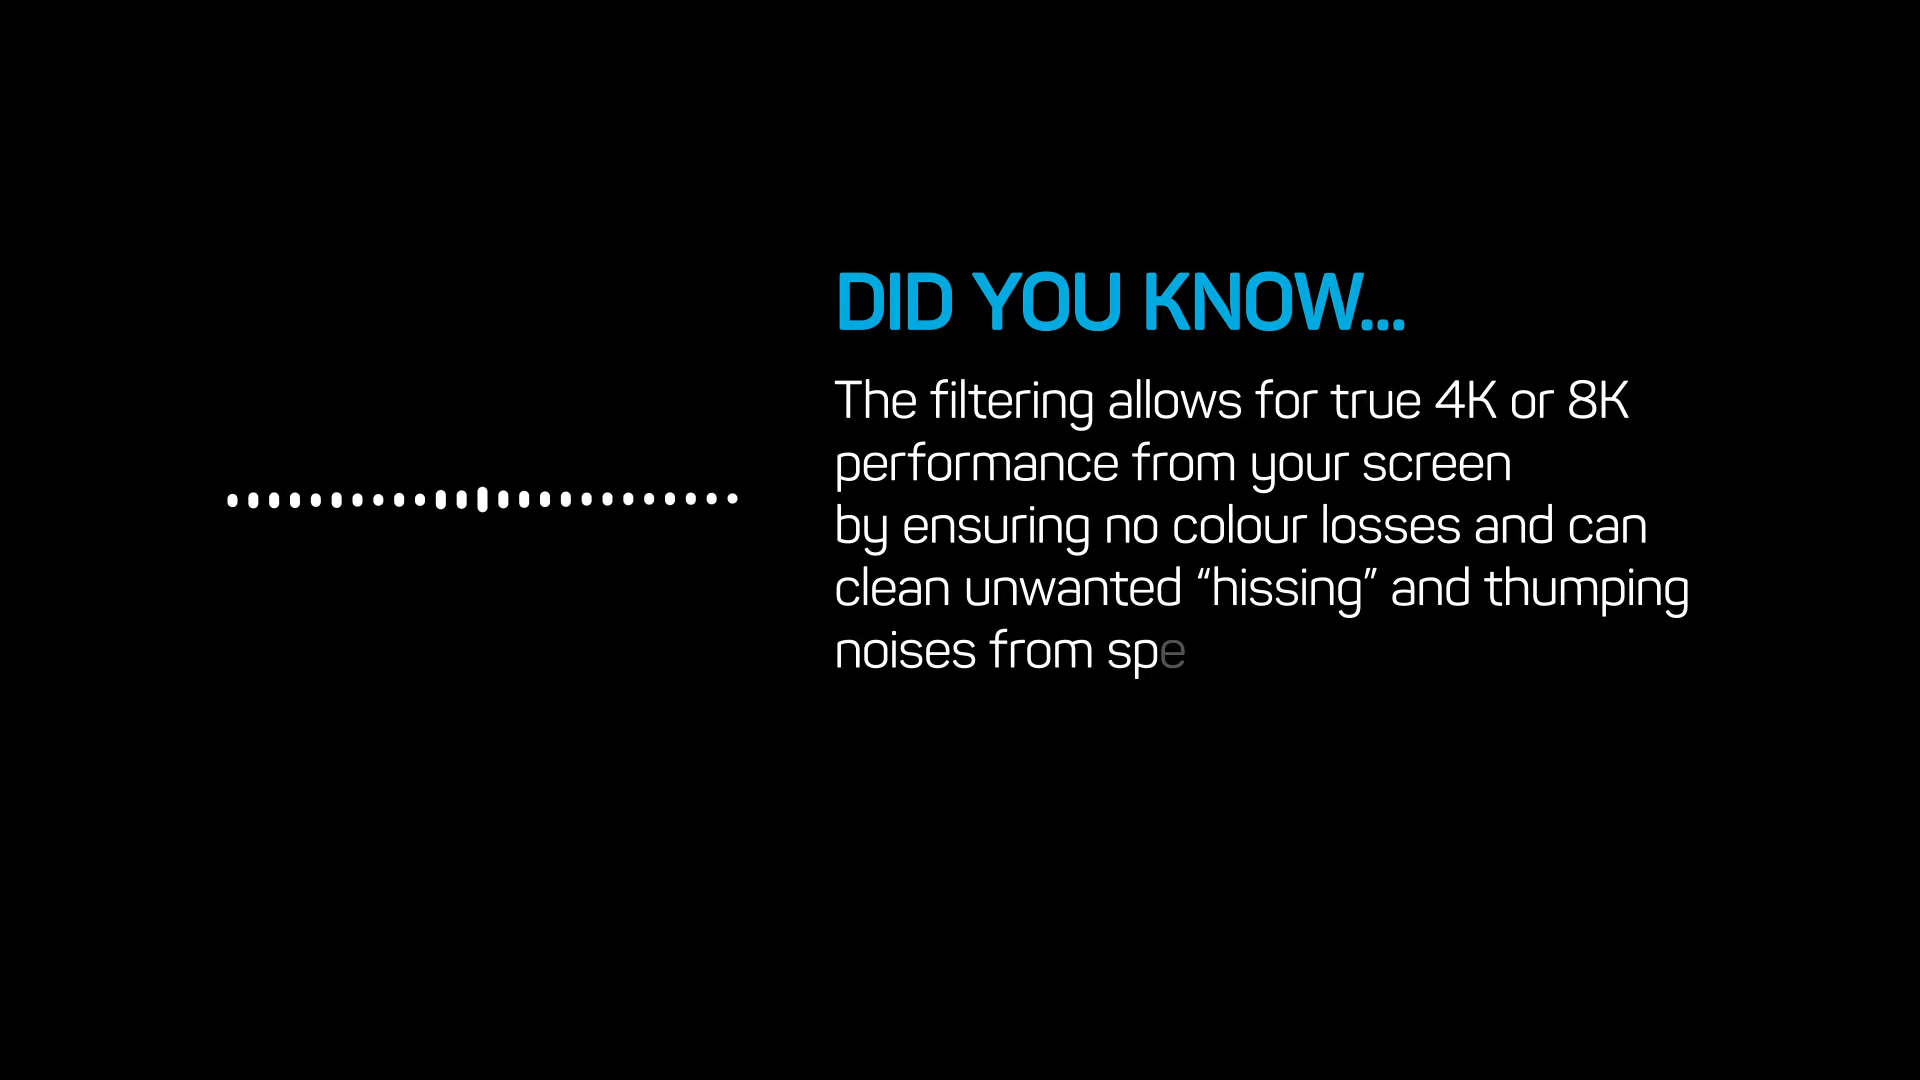 DID YOU KNOW...
The filtering allows for true 4K or 8K
performance from your screen
by ensuring no colour losses and can
clean unwanted “hissing” and thumping
noises from spe